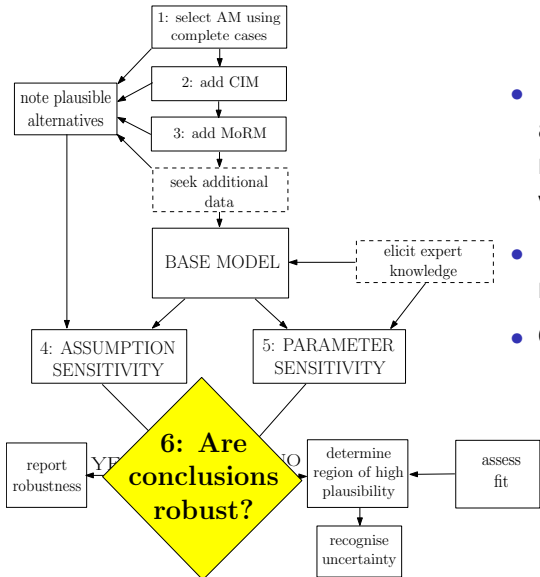 1: select AM using
complete cases
2: add CIM
note plausible
alternatives
3: add MoRM
seek additional
data
BASE MODEL
elicit expert
knowledge
4: ASSUMPTION
SENSITIVITY
5: PARAMETER
SENSITIVITY
6: Are
conclusions
robust?
report
robustness
determine
region of high
plausibility
assess
fit
recognise
uncertainty